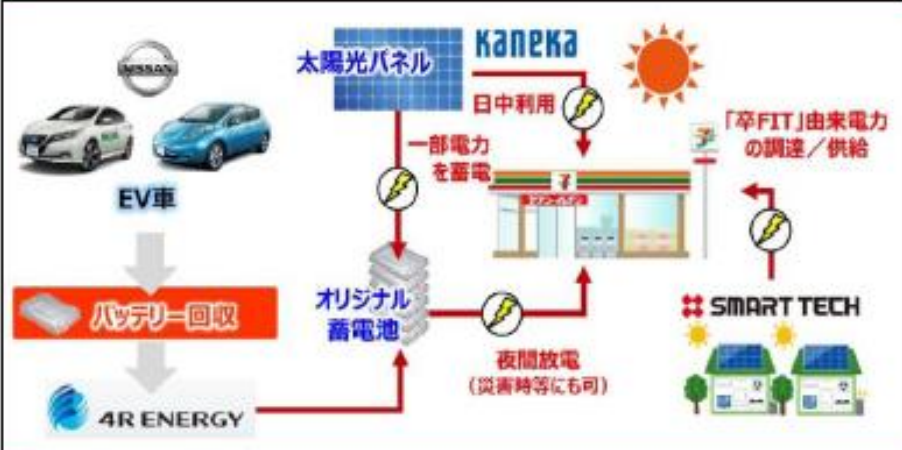 NISSAN
EV車
バッテリー回収
4R ENERGY
太陽光パネル
Kaneka
日中利用
一部電力
を蓄電
オリジナル
蓄電池
夜間放電
(災害時等にも可)
「卒FIT」由来電力
の調達／供給
SMART TECH